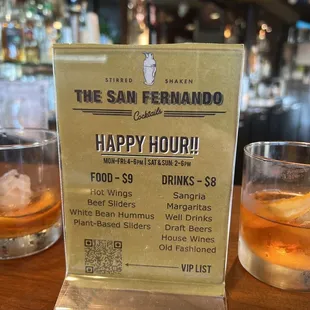 STIRRED SHAKEN
THE SAN FERNANDO
Cocktails
HAPPY HOUR!!
MON-FRI:4-6PM | SAT&SUN:2-6PM
FOOD - $9
Hot Wings
Beef Sliders
White Bean Hummus
Plant-Based Sliders
DRINKS - $8
Sangria
Margaritas
Well Drinks
Draft Beers
House Wines
Old Fashioned
VIP LIST